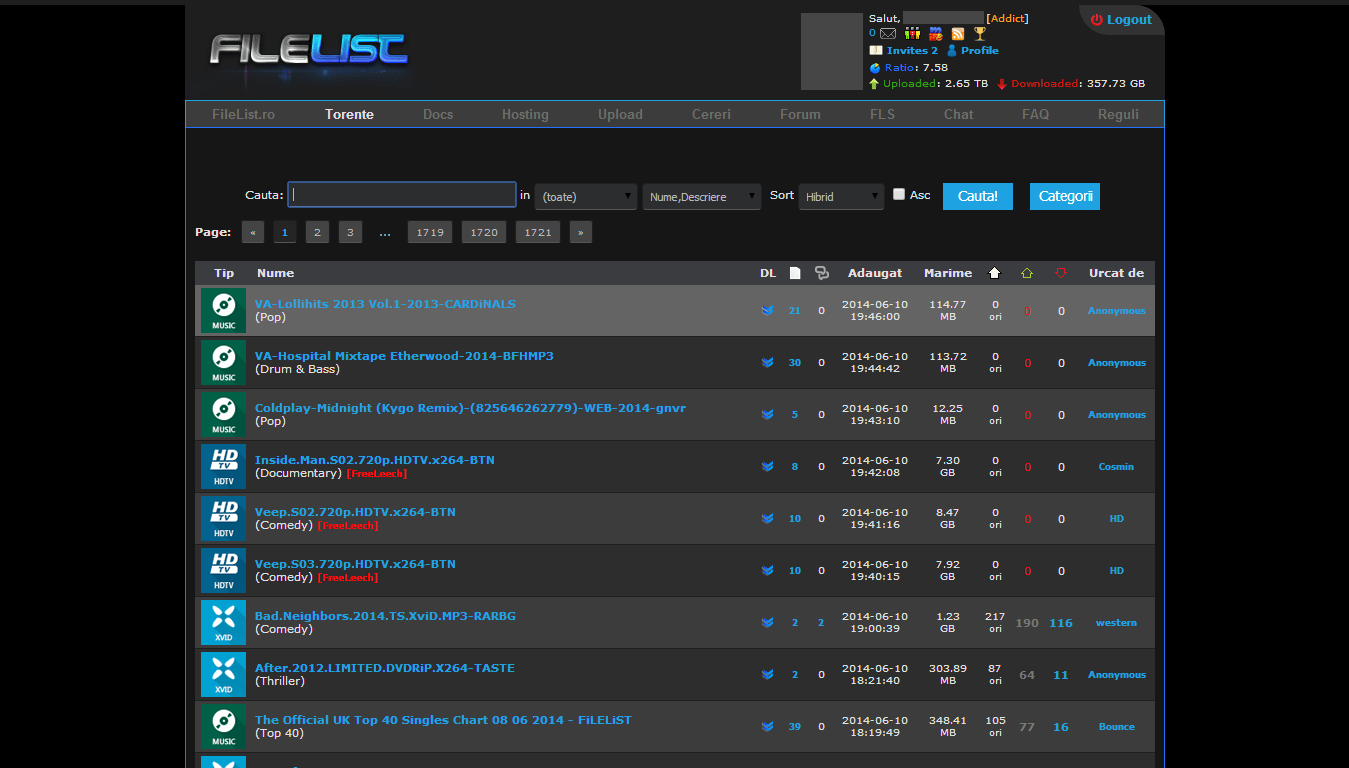 FILELIST
Salut, [Addict]
Logout
0
Invites 2 Profile
Ratio: 7.58
Uploaded: 2.65 TB Downloaded: 357.73 GB
FileList.ro Torente Docs Hosting Upload Cereri Forum FLS Chat FAQ Reguli
Cauta: in (toate) Nume,Descriere Sort Hibrid Asc Cauta! Categorii
Page: « 1 2 3 ... 1719 1720 1721 »
Tip Nume DL Adaugat Marime Urcat de
MUSIC VA-Lollihits 2013 Vol.1-2013-CARDiNALS
(Pop) 21 0 2014-06-10 19:46:00 114.77 MB 0 ori 0 0 Anonymous
MUSIC VA-Hospital Mixtape Etherwood-2014-BFHMP3
(Drum & Bass) 30 0 2014-06-10 19:44:42 113.72 MB 0 ori 0 0 Anonymous
MUSIC Coldplay-Midnight (Kygo Remix)-(825646262779)-WEB-2014-gnvr
(Pop) 5 0 2014-06-10 19:43:10 12.25 MB 0 ori 0 0 Anonymous
HD TV HDTV Inside.Man.S02.720p.HDTV.x264-BTN
(Documentary) [FreeLeech] 8 0 2014-06-10 19:42:08 7.30 GB 0 ori 0 0 Cosmin
HD TV HDTV Veep.S02.720p.HDTV.x264-BTN
(Comedy) [FreeLeech] 10 0 2014-06-10 19:41:16 8.47 GB 0 ori 0 0 HD
HD TV HDTV Veep.S03.720p.HDTV.x264-BTN
(Comedy) [FreeLeech] 10 0 2014-06-10 19:40:15 7.92 GB 0 ori 0 0 HD
XVID Bad.Neighbors.2014.TS.XviD.MP3-RARBG
(Comedy) 2 2 2014-06-10 19:00:39 1.23 GB 217 ori 190 116 western
XVID After.2012.LIMITED.DVDRiP.X264-TASTE
(Thriller) 2 0 2014-06-10 18:21:40 303.89 MB 87 ori 64 11 Anonymous
MUSIC The Official UK Top 40 Singles Chart 08 06 2014 - FiLELiST
(Top 40) 39 0 2014-06-10 18:19:49 348.41 MB 105 ori 77 16 Bounce